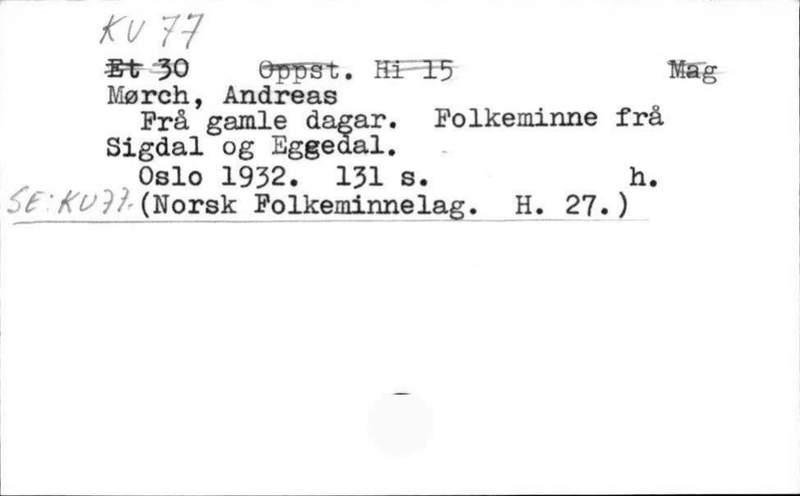 KU 77
Et 30 Oppst. Hi 15 Mag
Mørch, Andreas
Frå gamle dagar. Folkeminne frå
Sigdal og Eggedal.
Oslo 1932. 131 s. h.
SE: KU77. (Norsk Folkeminnelag. H. 27.)